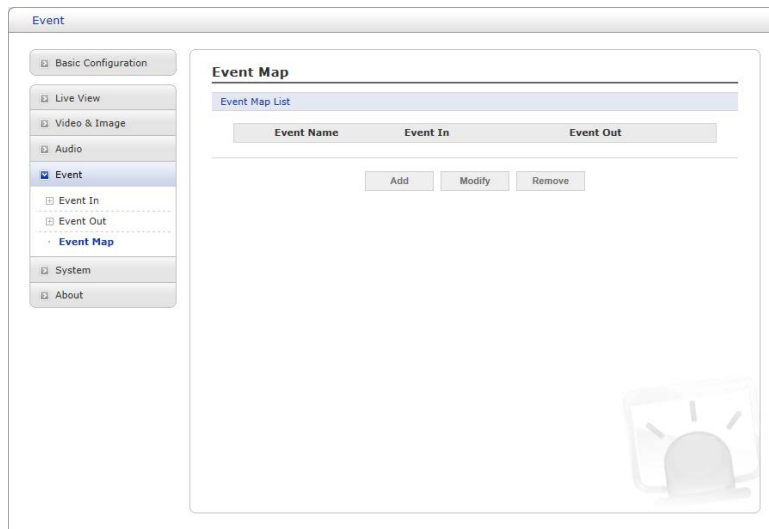 Event
Basic Configuration
Live View
Video & Image
Audio
Event
Event In
Event Out
Event Map
System
About
Event Map
Event Map List
Event Name Event In Event Out
Add Modify Remove